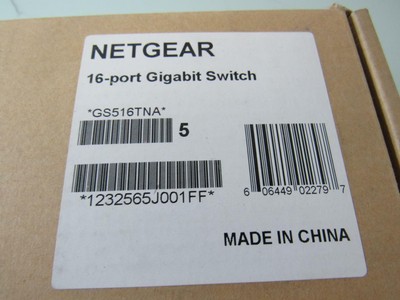 NETGEAR
16-port Gigabit Switch
*GS516TNA*
5
*1232565J001FF*
6 06449 02279 7
MADE IN CHINA